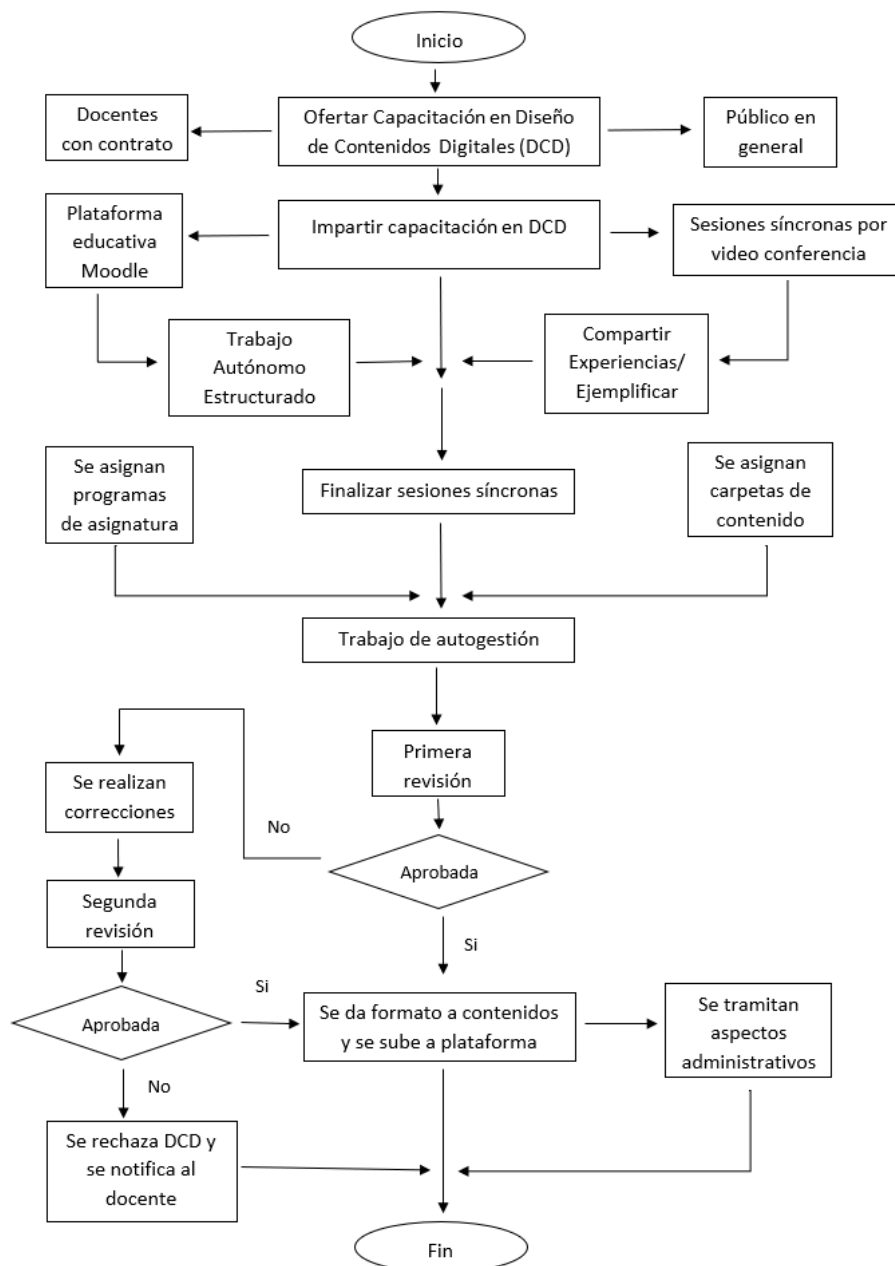 Inicio
Docentes
con contrato
Ofertar Capacitación en Diseño
de Contenidos Digitales (DCD)
Público en
general
Plataforma
educativa
Moodle
Impartir capacitación en DCD
Sesiones síncronas por
video conferencia
Trabajo
Autónomo
Estructurado
Compartir
Experiencias/
Ejemplificar
Se asignan
programas
de asignatura
Finalizar sesiones síncronas
Se asignan
carpetas de
contenido
Trabajo de autogestión
Primera
revisión
Se realizan
correcciones
No
Aprobada
Segunda
revisión
Si
Si
Aprobada
Se da formato a contenidos
y se sube a plataforma
Se tramitan
aspectos
administrativos
No
Se rechaza DCD y
se notifica al
docente
Fin